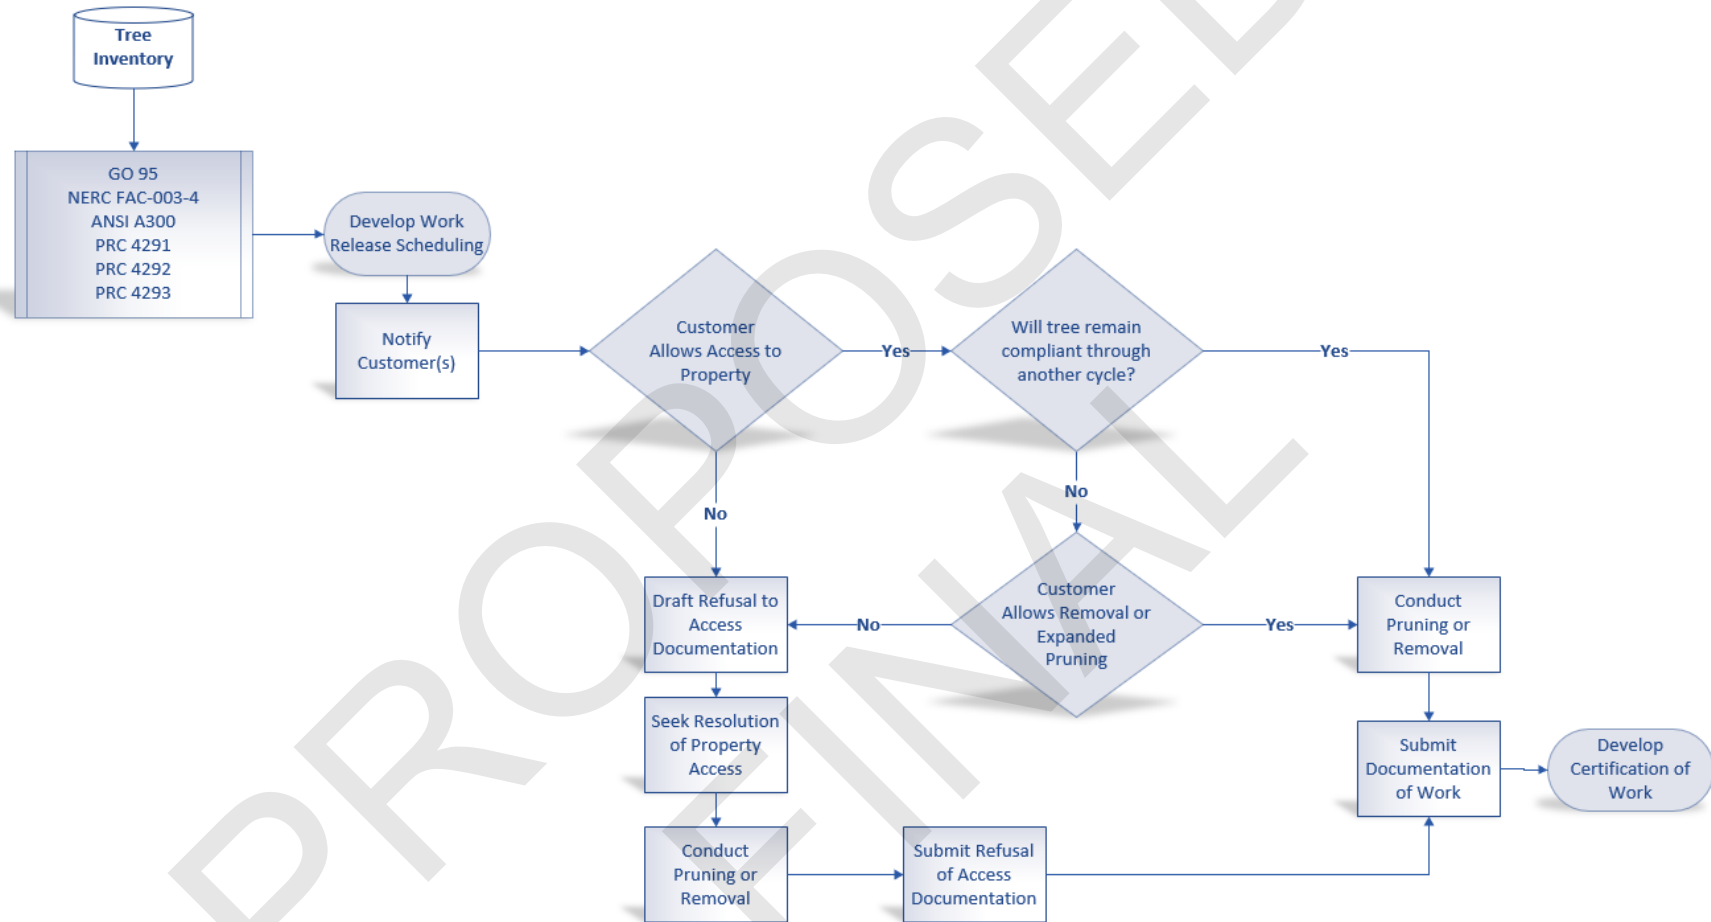 Tree
Inventory
GO 95
NERC FAC-003-4
ANSI A300
PRC 4291
PRC 4292
PRC 4293
Develop Work
Release Scheduling
Notify
Customer(s)
Customer
Allows Access to
Property
Yes
Will tree remain
compliant through
another cycle?
Yes
No
No
Draft Refusal to
Access
Documentation
No
Customer
Allows Removal or
Expanded
Pruning
Yes
Conduct
Pruning or
Removal
Seek Resolution
of Property
Access
Submit
Documentation
of Work
Develop
Certification of
Work
Conduct
Pruning or
Removal
Submit Refusal
of Access
Documentation
PROPOSED
FINAL